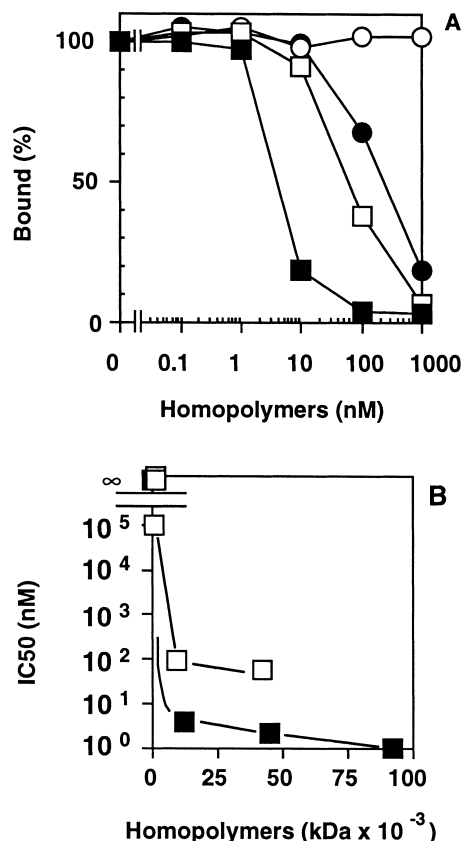 A
100
50
0
Bound (%)
0 0.1 1 10 100 1000
Homopolymers (nM)
B
∞
10 5
10 4
10 3
10 2
10 1
10 0
IC50 (nM)
0 25 50 75 100
Homopolymers (kDa x 10 -3 )